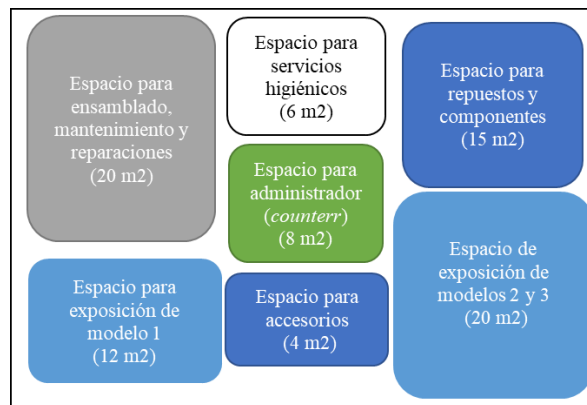 Espacio para
ensamblado,
mantenimiento y
reparaciones
(20 m2)
Espacio para
servicios
higiénicos
(6 m2)
Espacio para
repuestos y
componentes
(15 m2)
Espacio para
administrador
(counterr)
(8 m2)
Espacio para
exposición de
modelo 1
(12 m2)
Espacio para
accesorios
(4 m2)
Espacio de
exposición de
modelos 2 y 3
(20 m2)